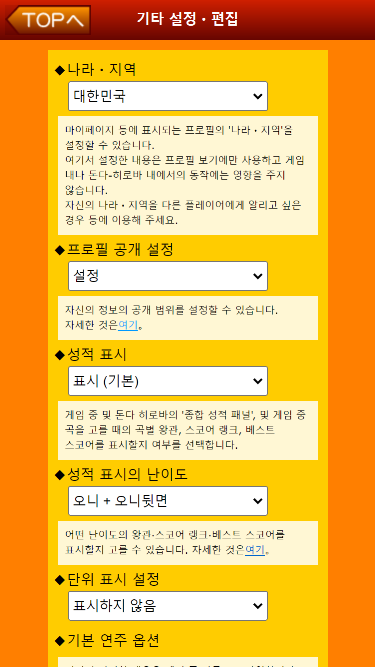 TOPへ
기타 설정・편집
◆나라・지역
대한민국
마이페이지 등에 표시되는 프로필의 '나라・지역'을
설정할 수 있습니다.
여기서 설정한 내용은 프로필 보기에만 사용하고 게임
내나 돈다-히로바 내에서의 동작에는 영향을 주지
않습니다.
자신의 나라・지역을 다른 플레이어에게 알리고 싶은
경우 등에 이용해 주세요.
◆프로필 공개 설정
설정
자신의 정보의 공개 범위를 설정할 수 있습니다.
자세한 것은여기。
◆성적 표시
표시 (기본)
게임 중 및 돈다 히로바의 '종합 성적 패널', 및 게임 중
곡을 고를 때의 곡별 왕관, 스코어 랭크, 베스트
스코어를 표시할지 여부를 선택합니다.
◆성적 표시의 난이도
오니 + 오니뒷면
어떤 난이도의 왕관·스코어 랭크·베스트 스코어를
표시할지 고를 수 있습니다. 자세한 것은여기。
◆단위 표시 설정
표시하지 않음
◆기본 연주 옵션